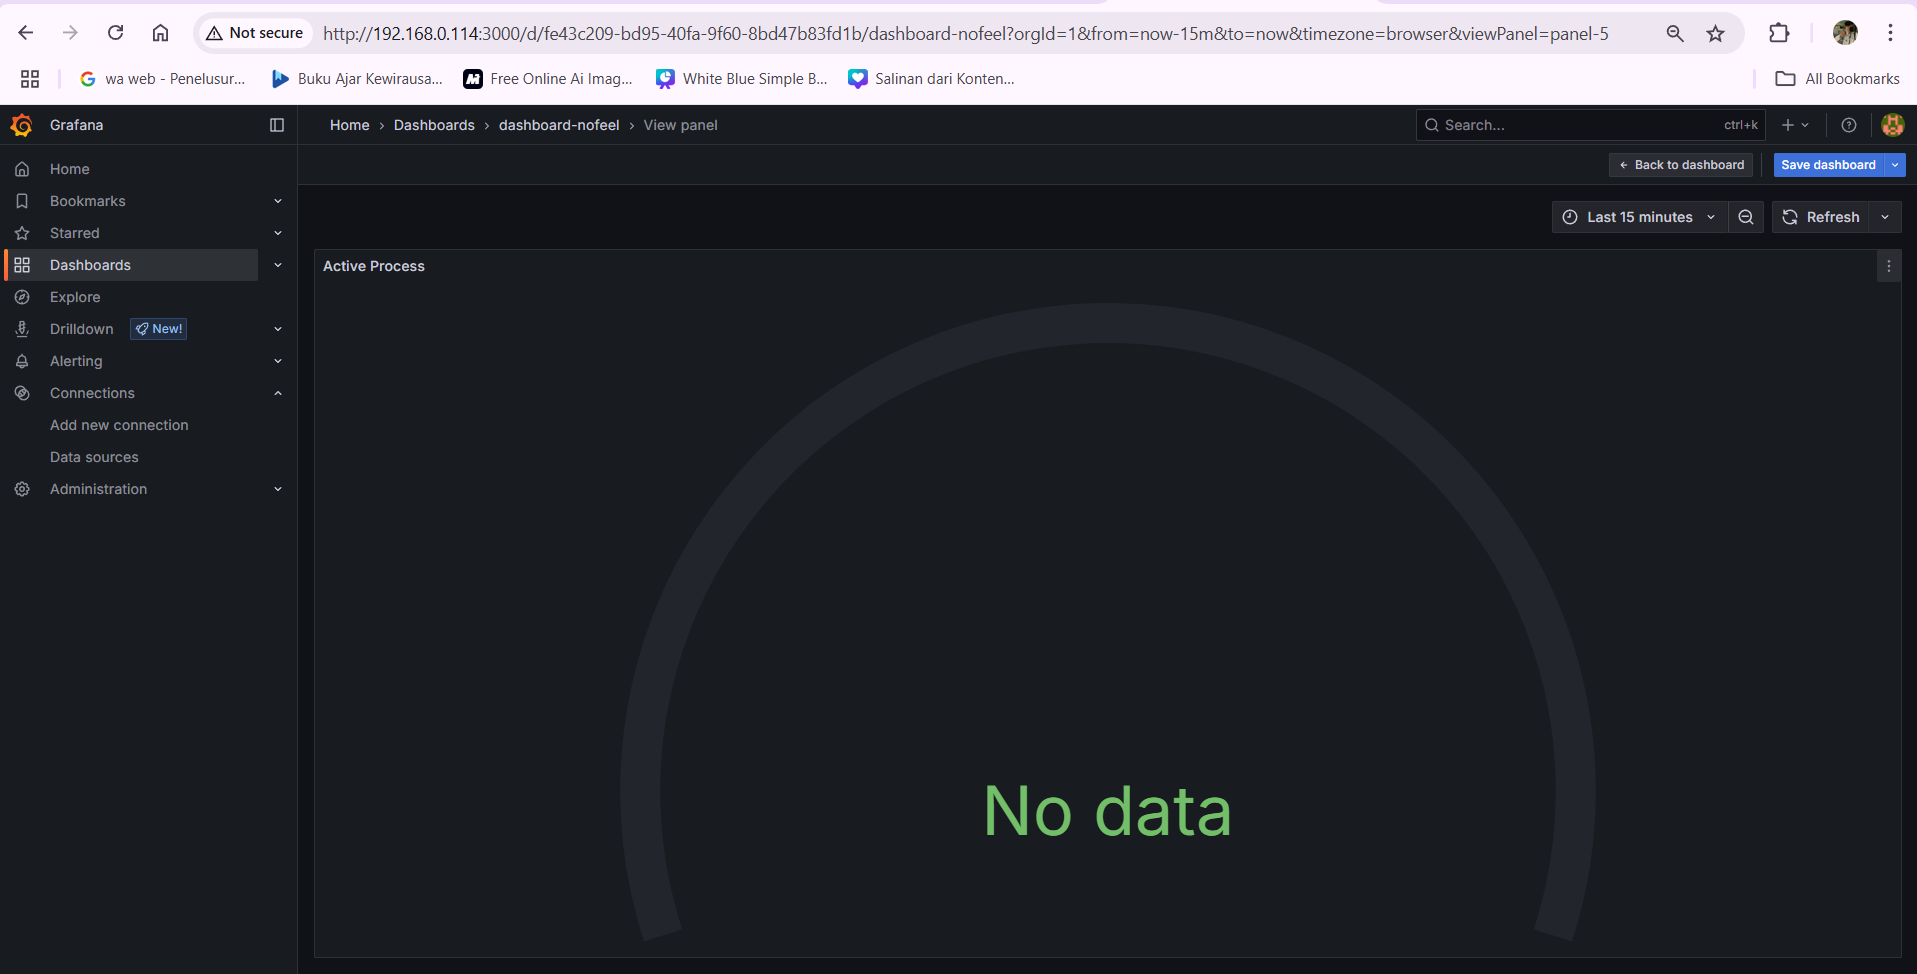 Not secure
http://192.168.0.114:3000/d/fe43c209-bd95-40fa-9f60-8bd47b83fd1b/dashboard-nofeel?orgId=1&from=now-15m&to=now&timezone=browser&viewPanel=panel-5
wa web - Penelusur...
Buku Ajar Kewirausa...
Free Online Ai Imag...
White Blue Simple B...
Salinan dari Konten...
All Bookmarks
Grafana
Home › Dashboards › dashboard-nofeel › View panel
Search...
ctrl+k
Back to dashboard
Save dashboard
Home
Bookmarks
Starred
Dashboards
Explore
Drilldown
New!
Alerting
Connections
Add new connection
Data sources
Administration
Last 15 minutes
Refresh
Active Process
No data